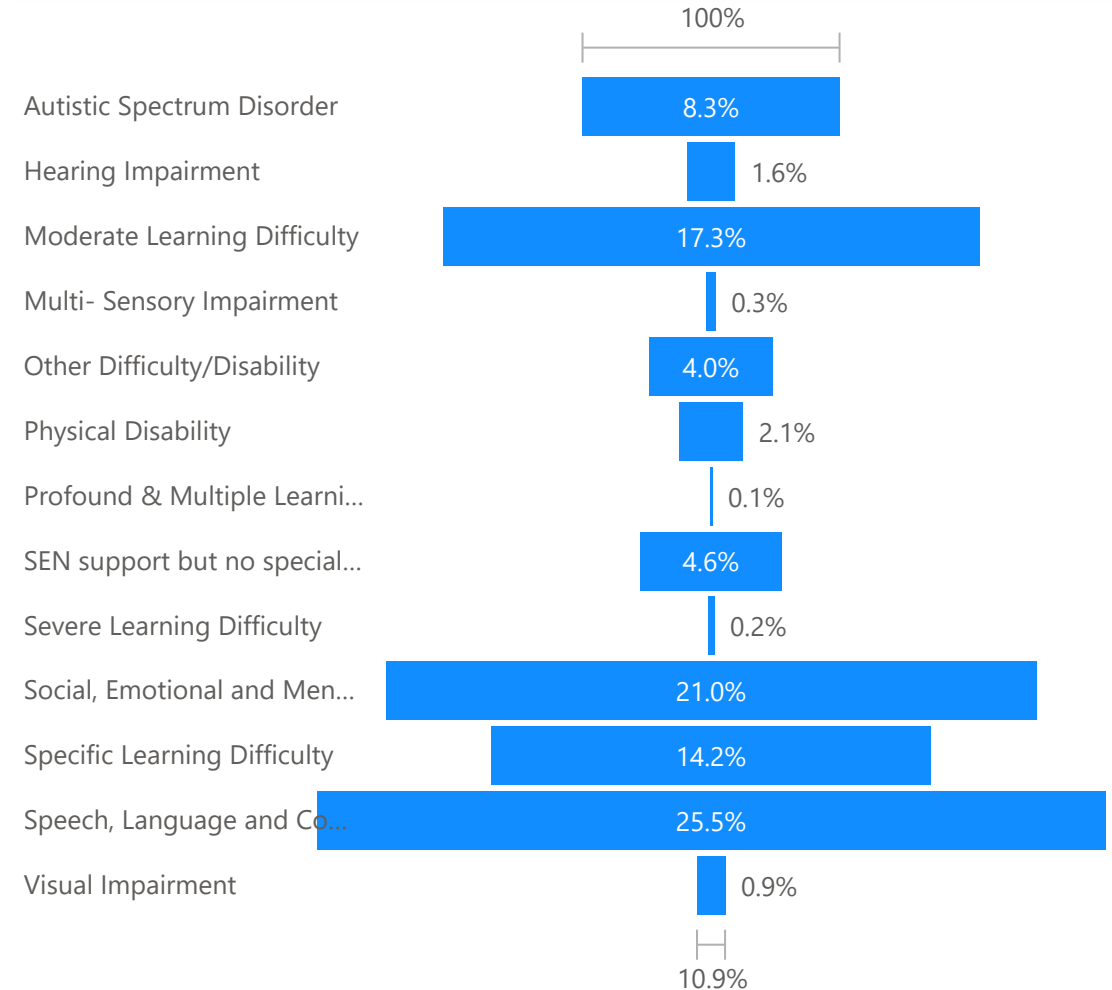 100%
Autistic Spectrum Disorder 8.3%
Hearing Impairment 1.6%
Moderate Learning Difficulty 17.3%
Multi- Sensory Impairment 0.3%
Other Difficulty/Disability 4.0%
Physical Disability 2.1%
Profound & Multiple Learni... 0.1%
SEN support but no special... 4.6%
Severe Learning Difficulty 0.2%
Social, Emotional and Men... 21.0%
Specific Learning Difficulty 14.2%
Speech, Language and Co... 25.5%
Visual Impairment 0.9%
10.9%